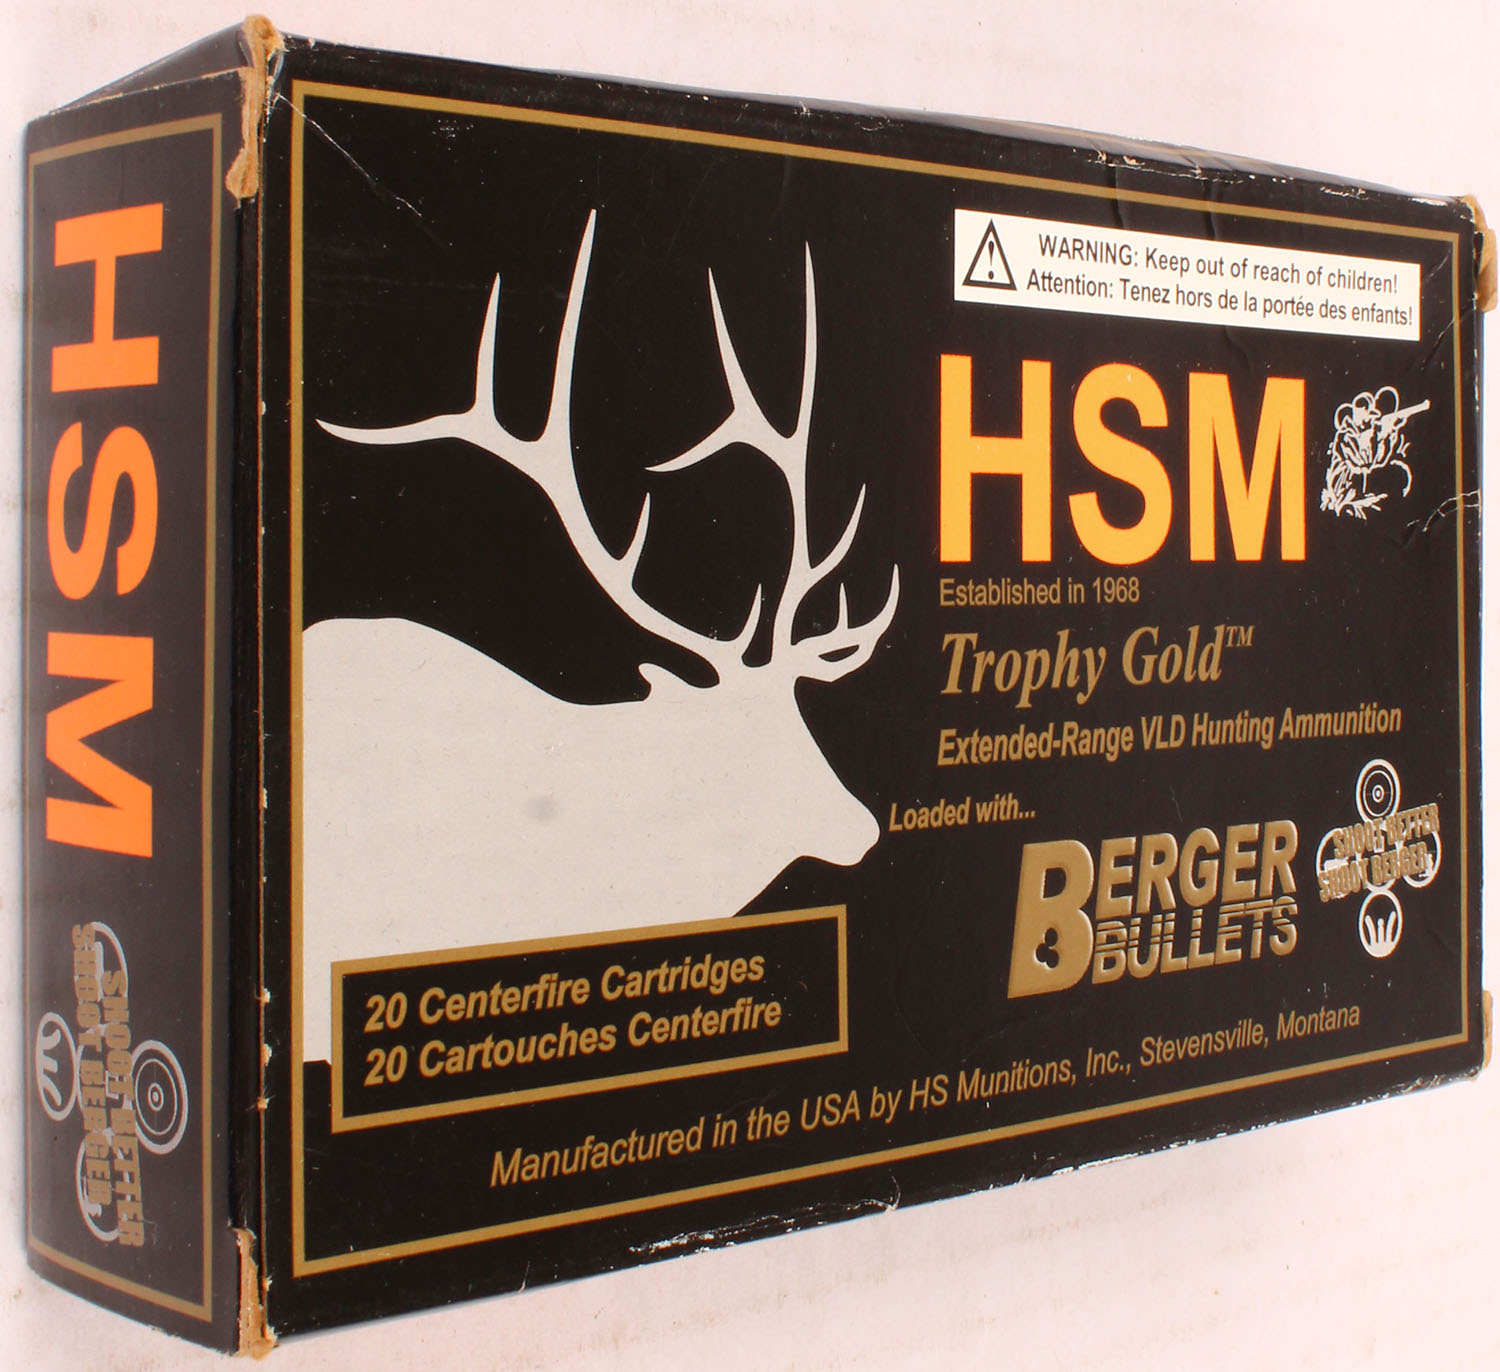 HSM
SHOOT BETTER
SHOOT BERGER
WARNING: Keep out of reach of children!
Attention: Tenez hors de la portée des enfants!
HSM
Established in 1968
Trophy Gold™
Extended-Range VLD Hunting Ammunition
Loaded with...
BERGER
BULLETS
SHOOT BETTER
SHOOT BERGER
20 Centerfire Cartridges
20 Cartouches Centerfire
Manufactured in the USA by HS Munitions, Inc., Stevensville, Montana